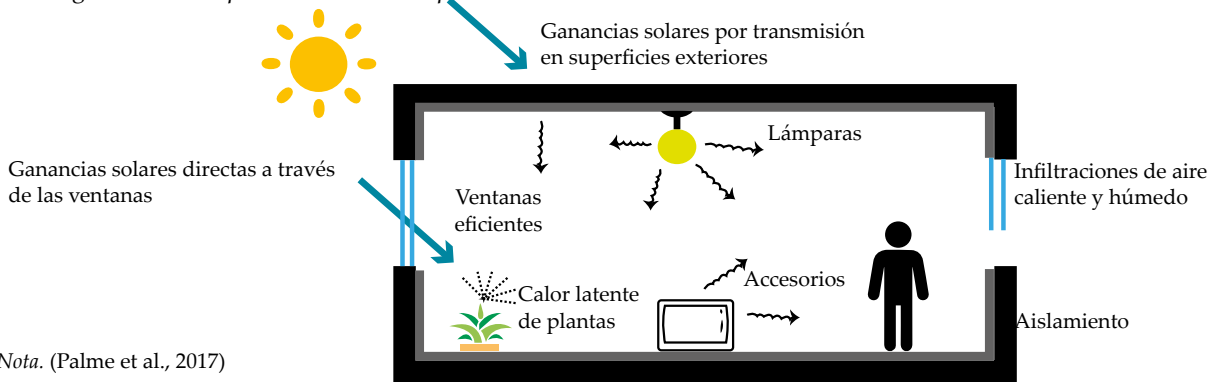 Ganancias solares por transmisión
en superficies exteriores
Lámparas
Ganancias solares directas a través
de las ventanas
Infiltraciones de aire
caliente y húmedo
Ventanas
eficientes
Accesorios
Calor latente
de plantas
Aislamiento
Nota. (Palme et al., 2017)